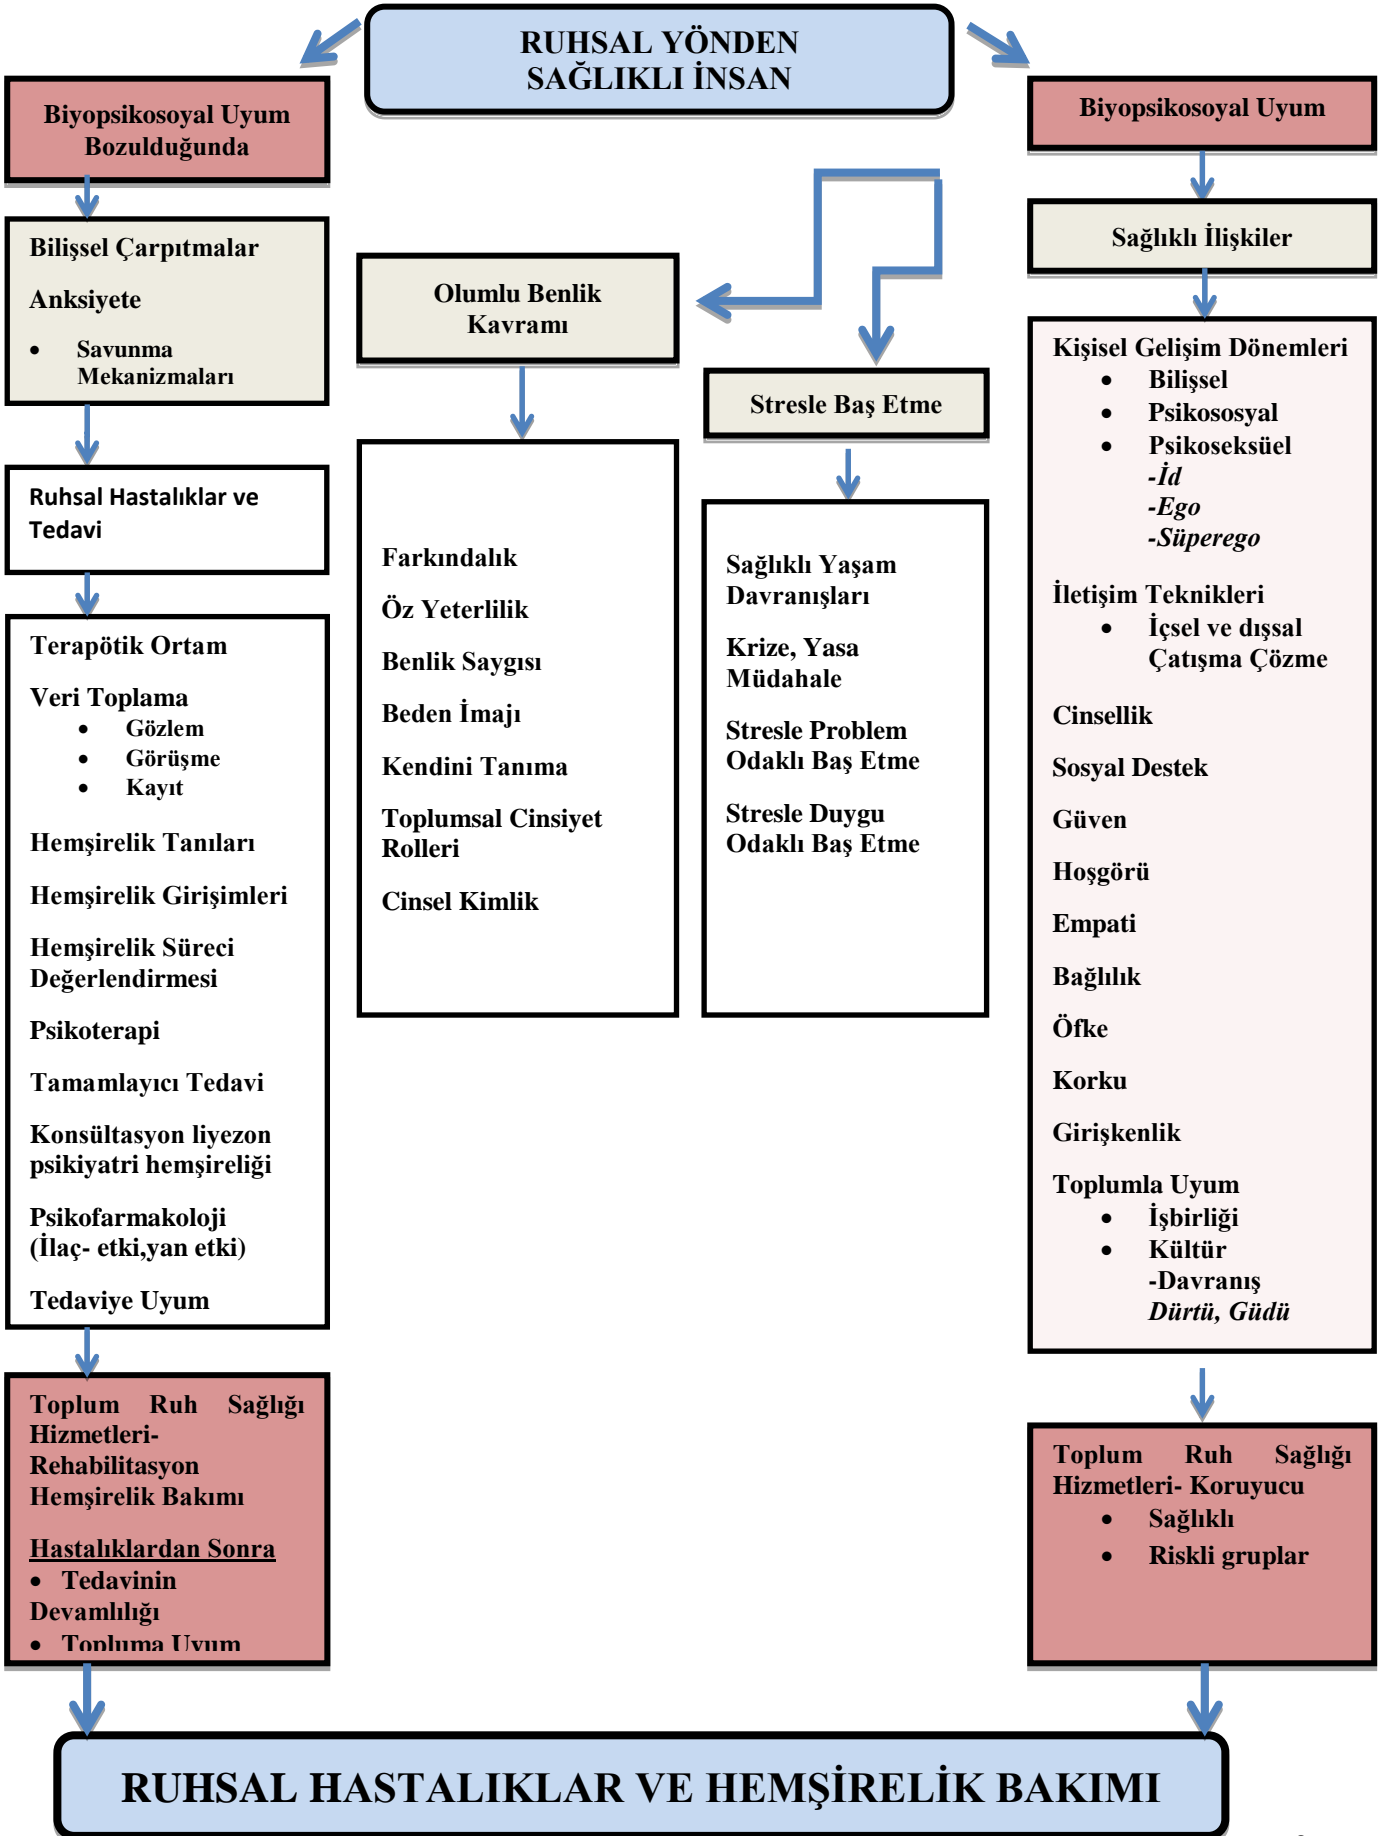 RUHSAL YÖNDEN
SAĞLIKLI İNSAN
Biyopsikosoyal Uyum
Bozulduğunda
Bilişsel Çarpıtmalar
Anksiyete
• Savunma
Mekanizmaları
Ruhsal Hastalıklar ve
Tedavi
Terapötik Ortam
Veri Toplama
• Gözlem
• Görüşme
• Kayıt
Hemşirelik Tanıları
Hemşirelik Girişimleri
Hemşirelik Süreci
Değerlendirmesi
Psikoterapi
Tamamlayıcı Tedavi
Konsültasyon liyezon
psikiyatri hemşireliği
Psikofarmakoloji
(İlaç- etki,yan etki)
Tedaviye Uyum
Toplum Ruh Sağlığı
Hizmetleri-
Rehabilitasyon
Hemşirelik Bakımı
Hastalıklardan Sonra
• Tedavinin
Devamlılığı
• Topluma Uyum
Olumlu Benlik
Kavramı
Farkındalık
Öz Yeterlilik
Benlik Saygısı
Beden İmajı
Kendini Tanıma
Toplumsal Cinsiyet
Rolleri
Cinsel Kimlik
Stresle Baş Etme
Sağlıklı Yaşam
Davranışları
Krize, Yasa
Müdahale
Stresle Problem
Odaklı Baş Etme
Stresle Duygu
Odaklı Baş Etme
Biyopsikosoyal Uyum
Sağlıklı İlişkiler
Kişisel Gelişim Dönemleri
• Bilişsel
• Psikososyal
• Psikoseksüel
-İd
-Ego
-Süperego
İletişim Teknikleri
• İçsel ve dışsal
Çatışma Çözme
Cinsellik
Sosyal Destek
Güven
Hoşgörü
Empati
Bağlılık
Öfke
Korku
Girişkenlik
Toplumla Uyum
• İşbirliği
• Kültür
-Davranış
Dürtü, Güdü
Toplum Ruh Sağlığı
Hizmetleri- Koruyucu
• Sağlıklı
• Riskli gruplar
RUHSAL HASTALIKLAR VE HEMŞİRELİK BAKIMI